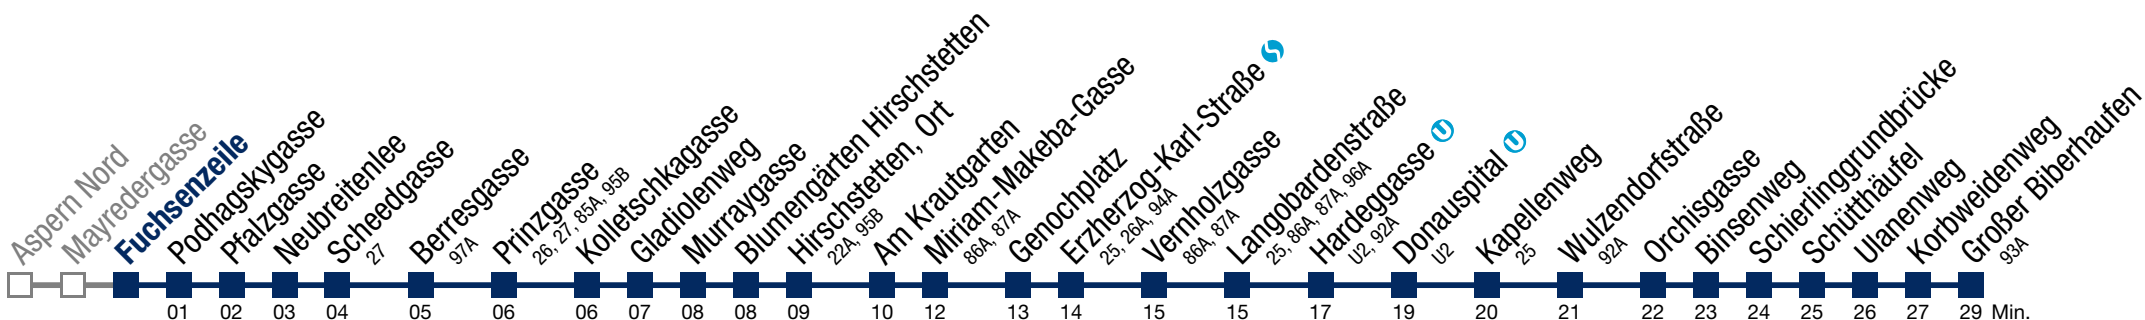 Aspern Nord
Mayredergasse
Fuchsenzeile
Podhagskygasse
Pfalzgasse
Neubreitenlee
Scheedgasse
27
Berresgasse
97A
Prinzgasse
26, 27, 85A, 95B
Kolletschkagasse
Gladiolenweg
Murraygasse
Blumengärten Hirschstetten
Hirschstetten, Ort
22A, 95B
Am Krautgarten
Miriam-Makeba-Gasse
86A, 87A
Genochplatz
Erzherzog-Karl-Straße S
25, 26A, 94A
Vernholzgasse
86A, 87A
Langobardenstraße
25, 86A, 87A, 96A
Hardeggasse U
U2, 92A
Donauspital U
U2
Kapellenweg
25
Wulzendorfstraße
92A
Orchisgasse
Binsenweg
Schierlinggrundbrücke
Schütthäufel
Ulanenweg
Korbweidenweg
Großer Biberhaufen
93A
01 02 03 04 05 06 06 07 08 08 09 10 12 13 14 15 15 17 19 20 21 22 23 24 25 26 27 29 Min.